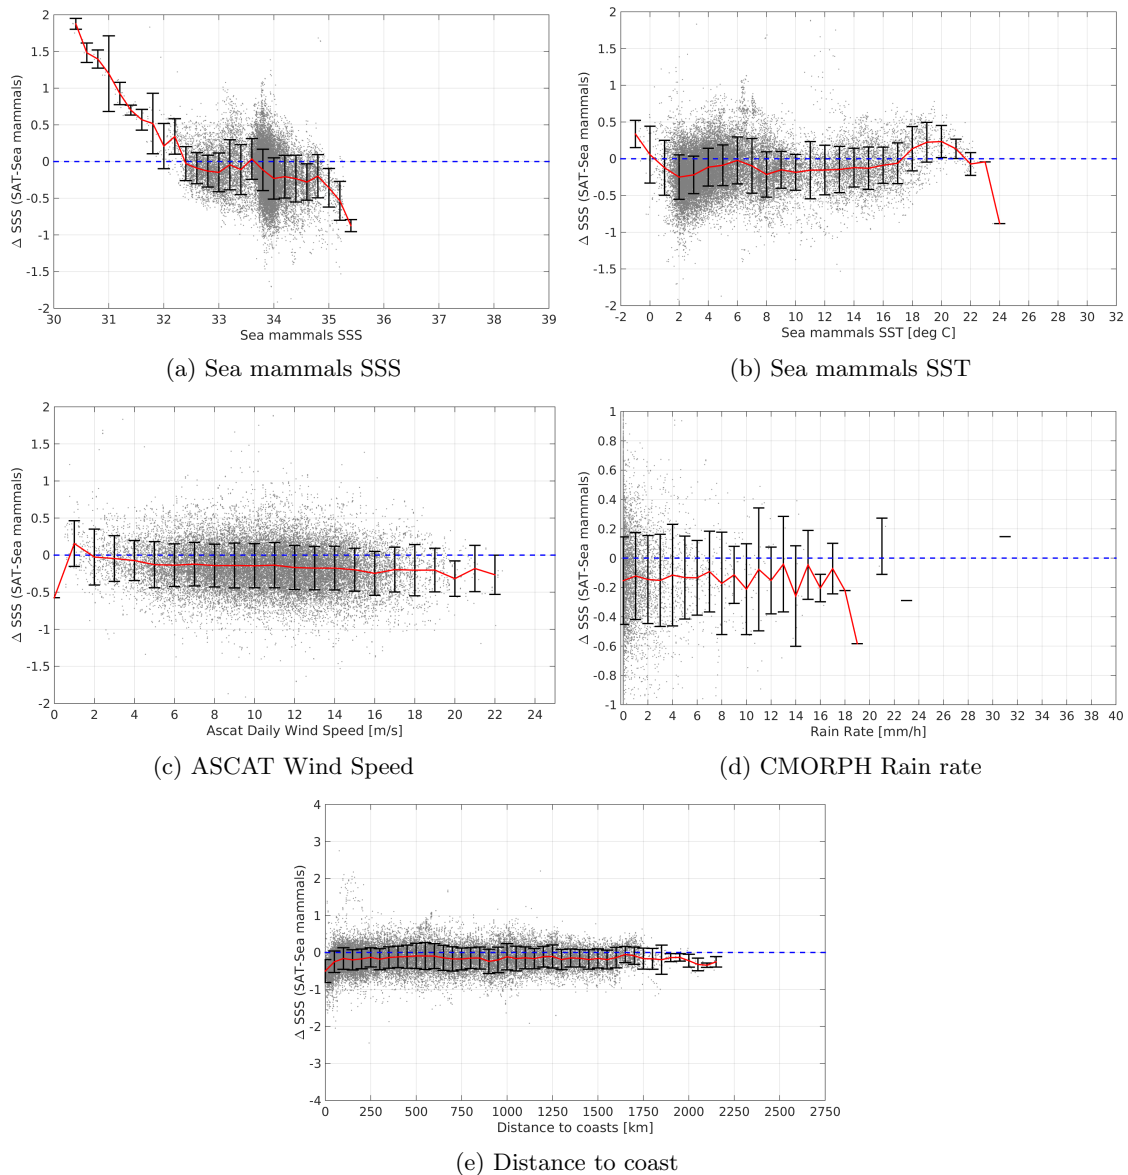 2
1.5
1
0.5
0
-0.5
-1
-1.5
-2
Δ SSS (SAT-Sea mammals)
30 31 32 33 34 35 36 37 38 39
Sea mammals SSS
(a) Sea mammals SSS
2
1.5
1
0.5
0
-0.5
-1
-1.5
-2
Δ SSS (SAT-Sea mammals)
-2 0 2 4 6 8 10 12 14 16 18 20 22 24 26 28 30 32
Sea mammals SST [deg C]
(b) Sea mammals SST
2
1.5
1
0.5
0
-0.5
-1
-1.5
-2
Δ SSS (SAT-Sea mammals)
0 2 4 6 8 10 12 14 16 18 20 22 24
Ascat Daily Wind Speed [m/s]
(c) ASCAT Wind Speed
1
0.8
0.6
0.4
0.2
0
-0.2
-0.4
-0.6
-0.8
-1
Δ SSS (SAT-Sea mammals)
0 2 4 6 8 10 12 14 16 18 20 22 24 26 28 30 32 34 36 38 40
Rain Rate [mm/h]
(d) CMORPH Rain rate
4
3
2
1
0
-1
-2
-3
-4
Δ SSS (SAT-Sea mammals)
0 250 500 750 1000 1250 1500 1750 2000 2250 2500 2750
Distance to coasts [km]
(e) Distance to coast